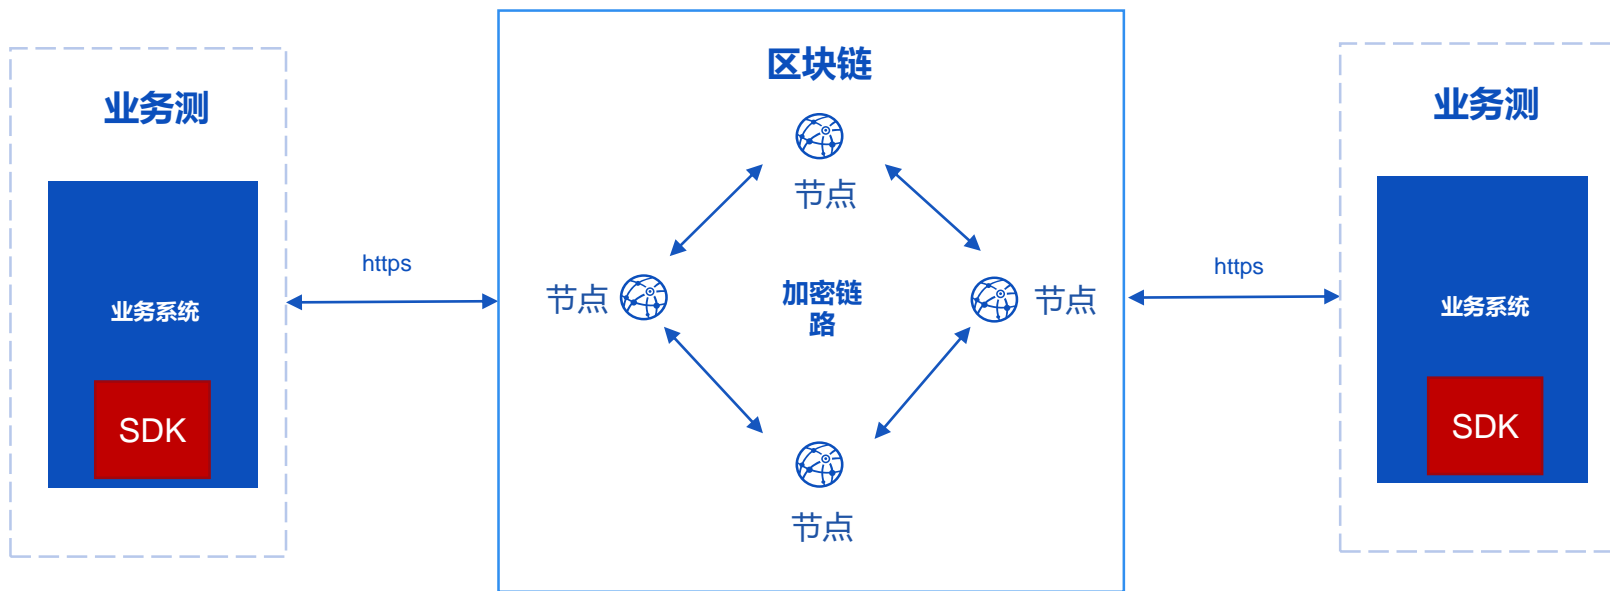 业务测
业务系统
SDK
https
区块链
节点
节点
加密链
路
节点
节点
https
业务测
业务系统
SDK